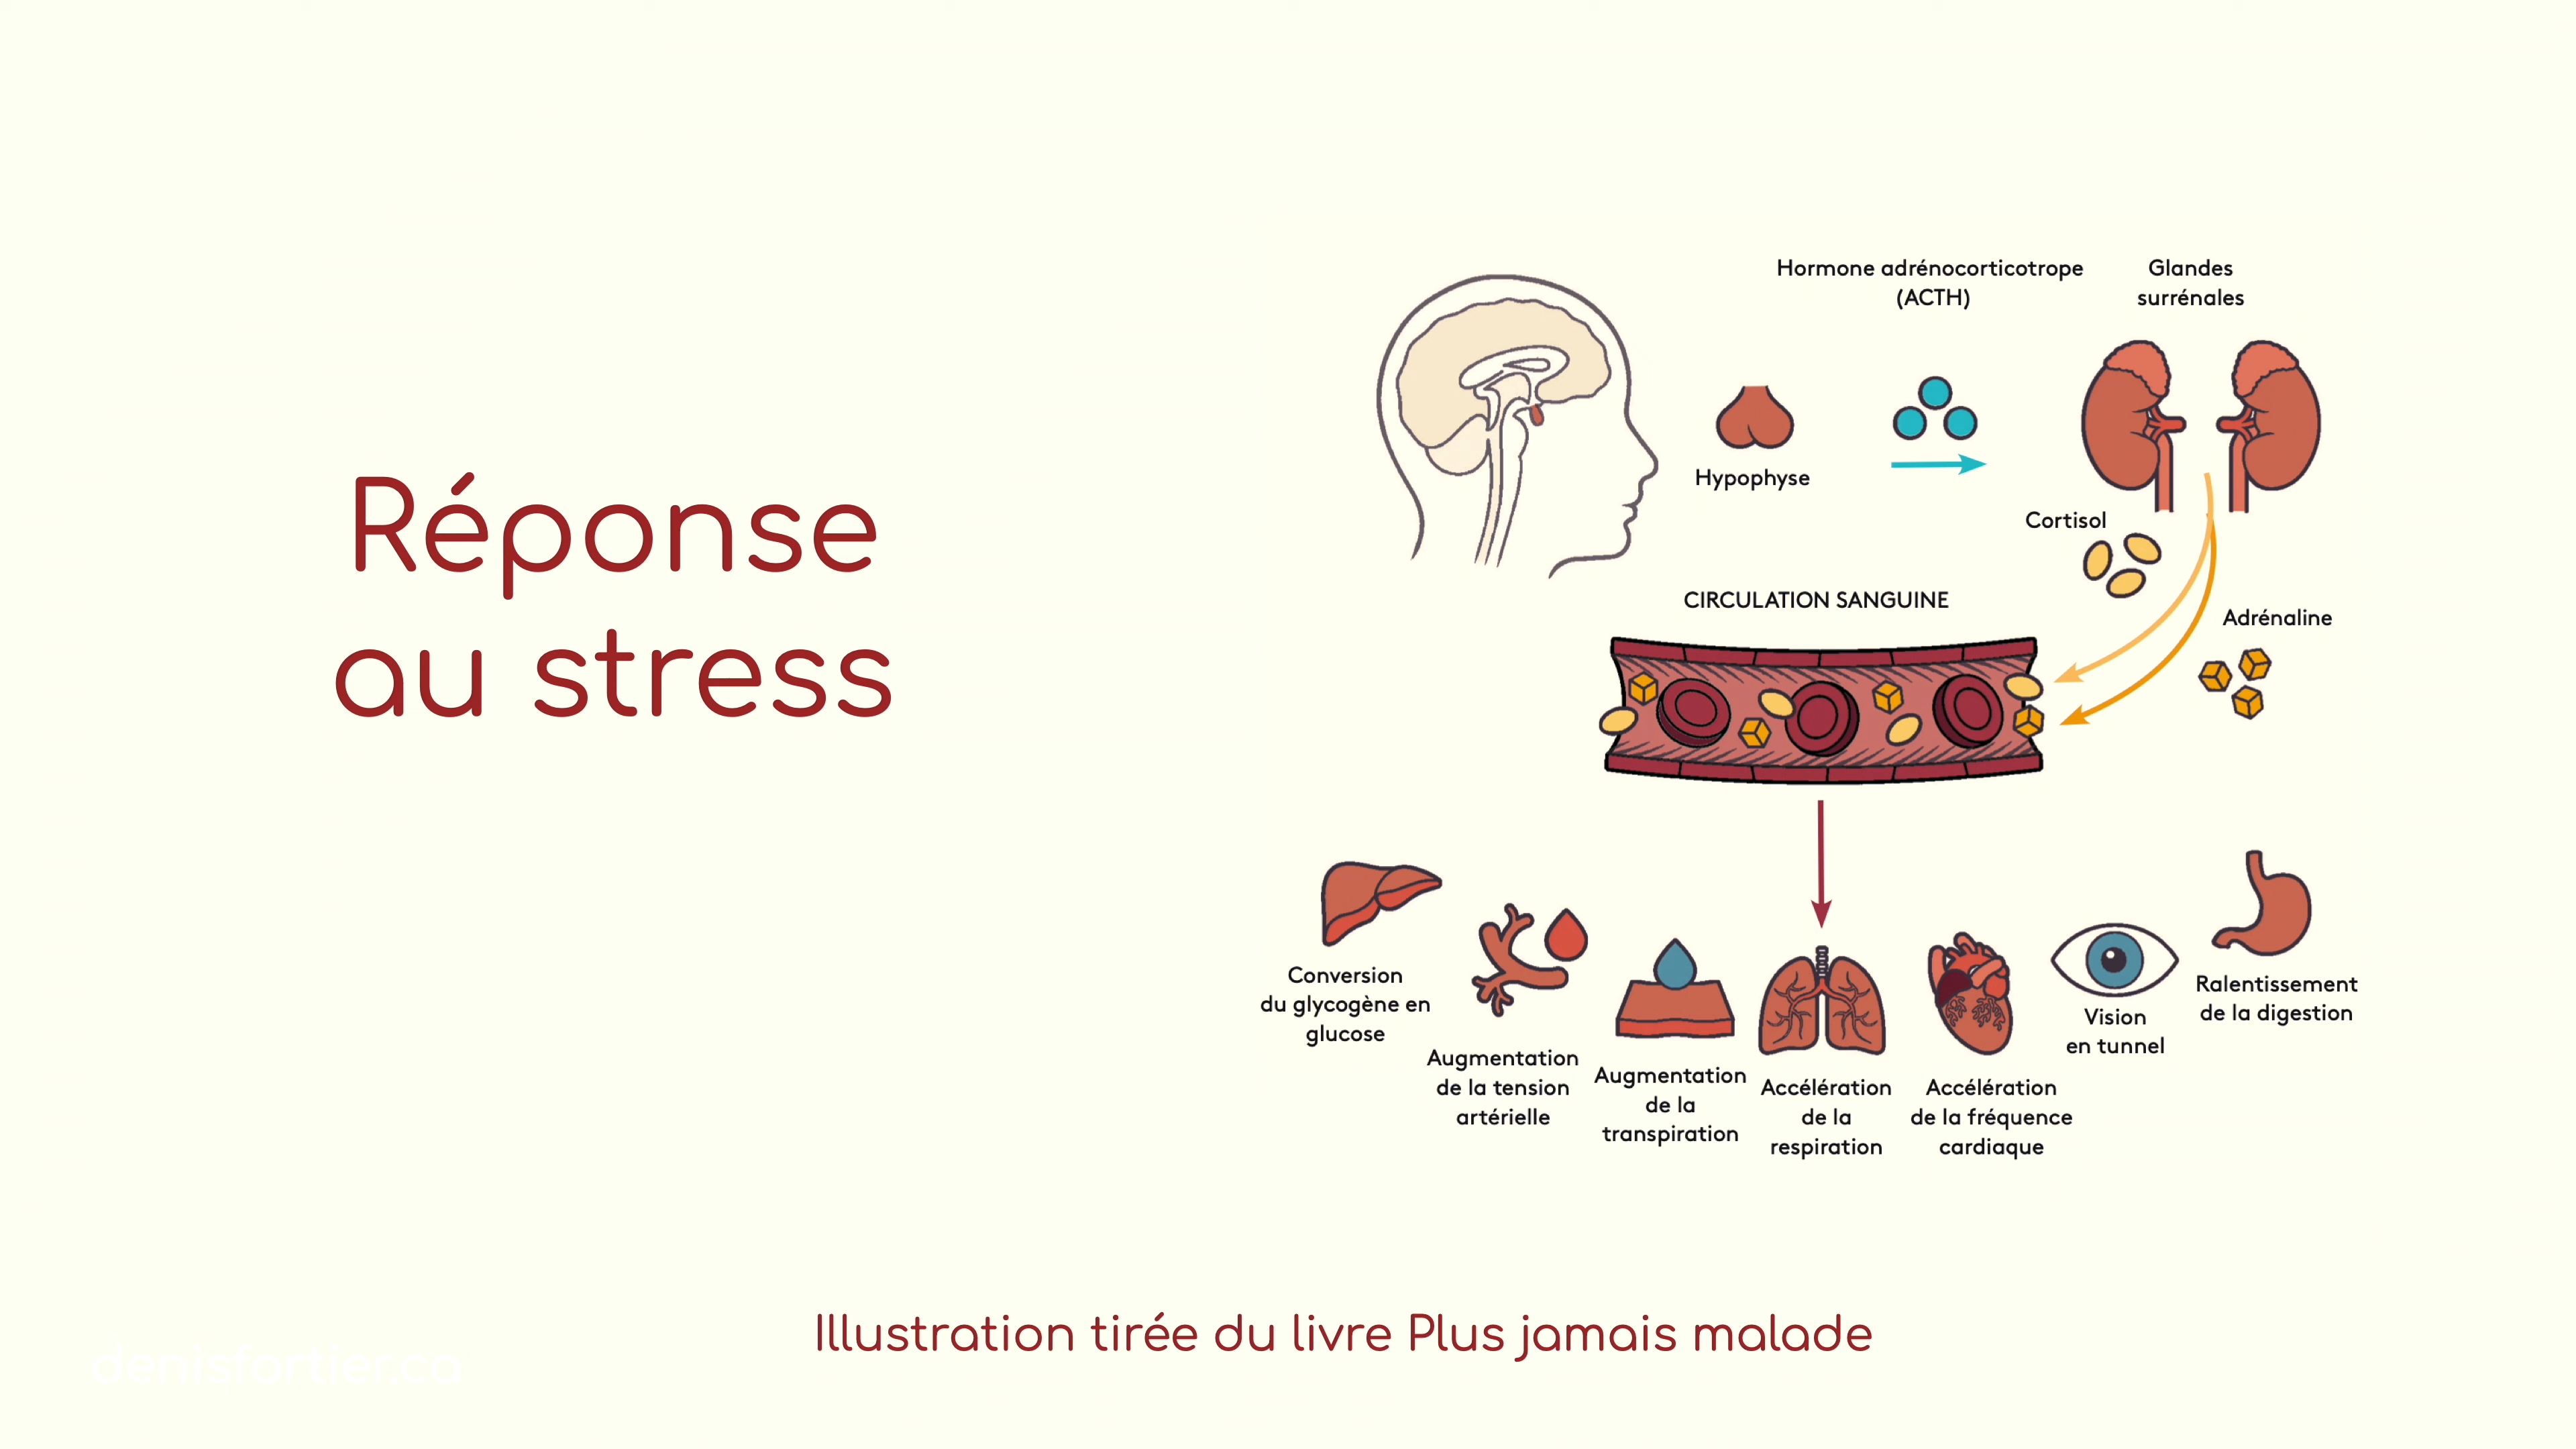 Réponse
au stress
Hormone adrénocorticotrope
(ACTH)
Glandes
surrénales
Hypophyse
Cortisol
CIRCULATION SANGUINE
Adrénaline
Conversion
du glycogène en
glucose
Augmentation
de la tension
artérielle
Augmentation
de la
transpiration
Accélération
de la
respiration
Accélération
de la fréquence
cardiaque
Vision
en tunnel
Ralentissement
de la digestion
Illustration tirée du livre Plus jamais malade
denisfortier.ca